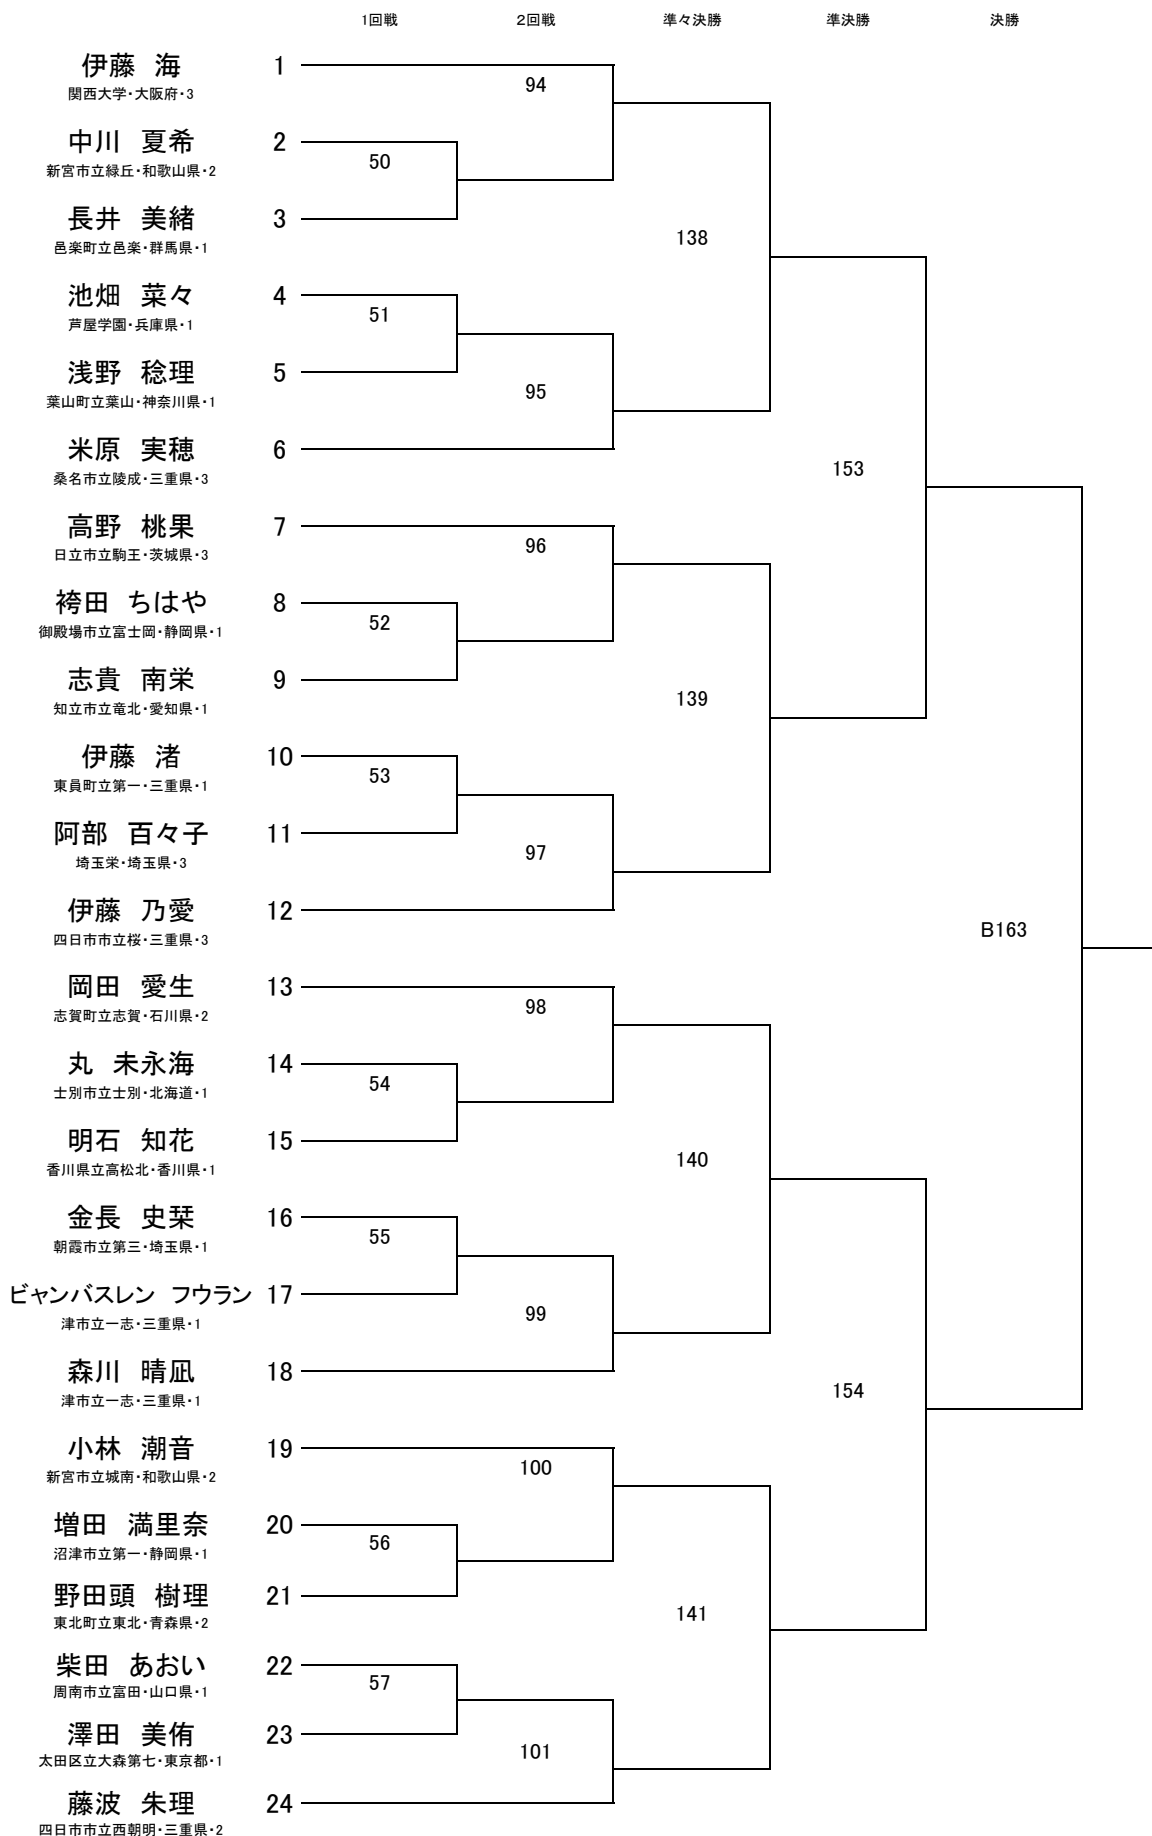 1回戦 2回戦 準々決勝 準決勝 決勝
伊藤 海 1
関西大学・大阪府・3
94
中川 夏希 2
新宮市立緑丘・和歌山県・2
50
長井 美緒 3
邑楽町立邑楽・群馬県・1
138
池畑 菜々 4
芦屋学園・兵庫県・1
51
浅野 稔理 5
葉山町立葉山・神奈川県・1
95
米原 実穂 6
桑名市立陵成・三重県・3
153
高野 桃果 7
日立市立駒王・茨城県・3
96
袴田 ちはや 8
御殿場市立富士岡・静岡県・1
52
志貴 南栄 9
知立市立竜北・愛知県・1
139
伊藤 渚 10
東員町立第一・三重県・1
53
阿部 百々子 11
埼玉栄・埼玉県・3
97
伊藤 乃愛 12
四日市市立桜・三重県・3
B163
岡田 愛生 13
志賀町立志賀・石川県・2
98
丸 未永海 14
士別市立士別・北海道・1
54
明石 知花 15
香川県立高松北・香川県・1
140
金長 史栞 16
朝霞市立第三・埼玉県・1
55
ビャンバスレン フウラン 17
津市立一志・三重県・1
99
森川 晴凪 18
津市立一志・三重県・1
154
小林 潮音 19
新宮市立城南・和歌山県・2
100
増田 満里奈 20
沼津市立第一・静岡県・1
56
野田頭 樹理 21
東北町立東北・青森県・2
141
柴田 あおい 22
周南市立富田・山口県・1
57
澤田 美侑 23
太田区立大森第七・東京都・1
101
藤波 朱理 24
四日市市立西朝明・三重県・2